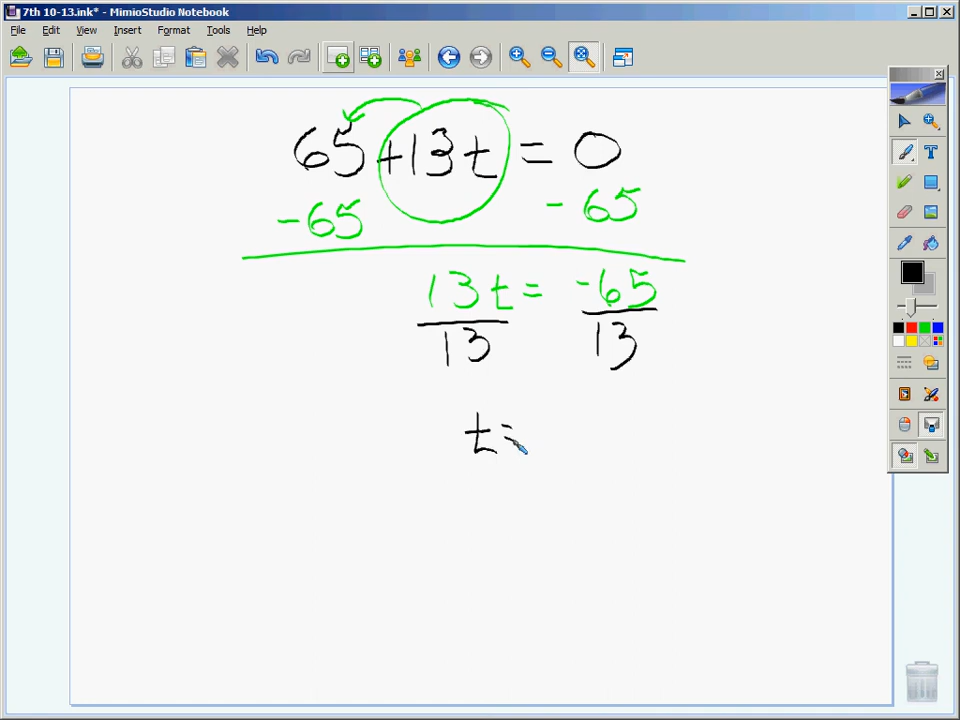 7th 10-13.ink* - MimioStudio Notebook
File Edit View Insert Format Tools Help
65+13t = 0
-65 - 65
13t = -65
13 13
t=
T